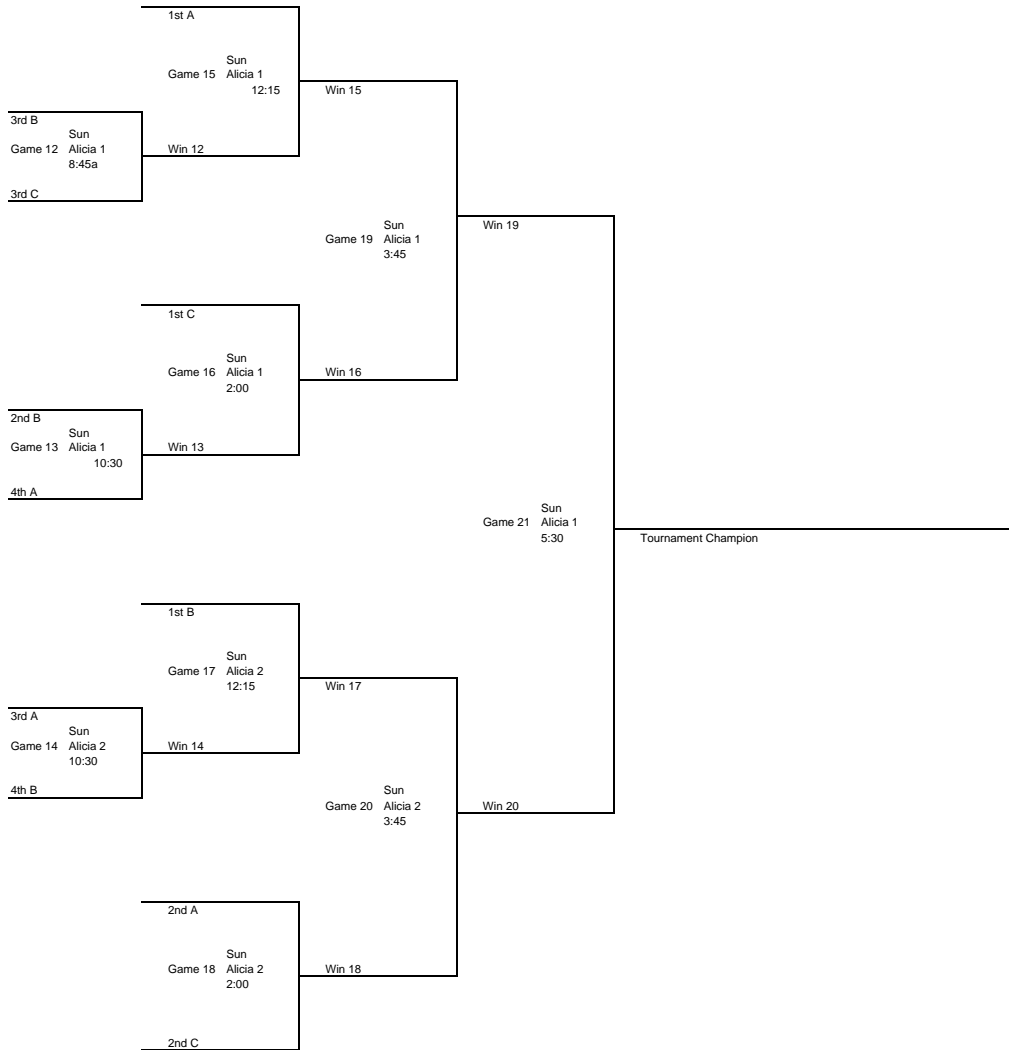 1st A
Sun
Game 15 Alicia 1
12:15
Win 15
3rd B
Sun
Game 12 Alicia 1
8:45a
Win 12
3rd C
Sun
Game 19 Alicia 1
3:45
Win 19
1st C
Sun
Game 16 Alicia 1
2:00
Win 16
2nd B
Sun
Game 13 Alicia 1
10:30
Win 13
4th A
Sun
Game 21 Alicia 1
5:30
Tournament Champion
1st B
Sun
Game 17 Alicia 2
12:15
Win 17
3rd A
Sun
Game 14 Alicia 2
10:30
Win 14
4th B
Sun
Game 20 Alicia 2
3:45
Win 20
2nd A
Sun
Game 18 Alicia 2
2:00
Win 18
2nd C